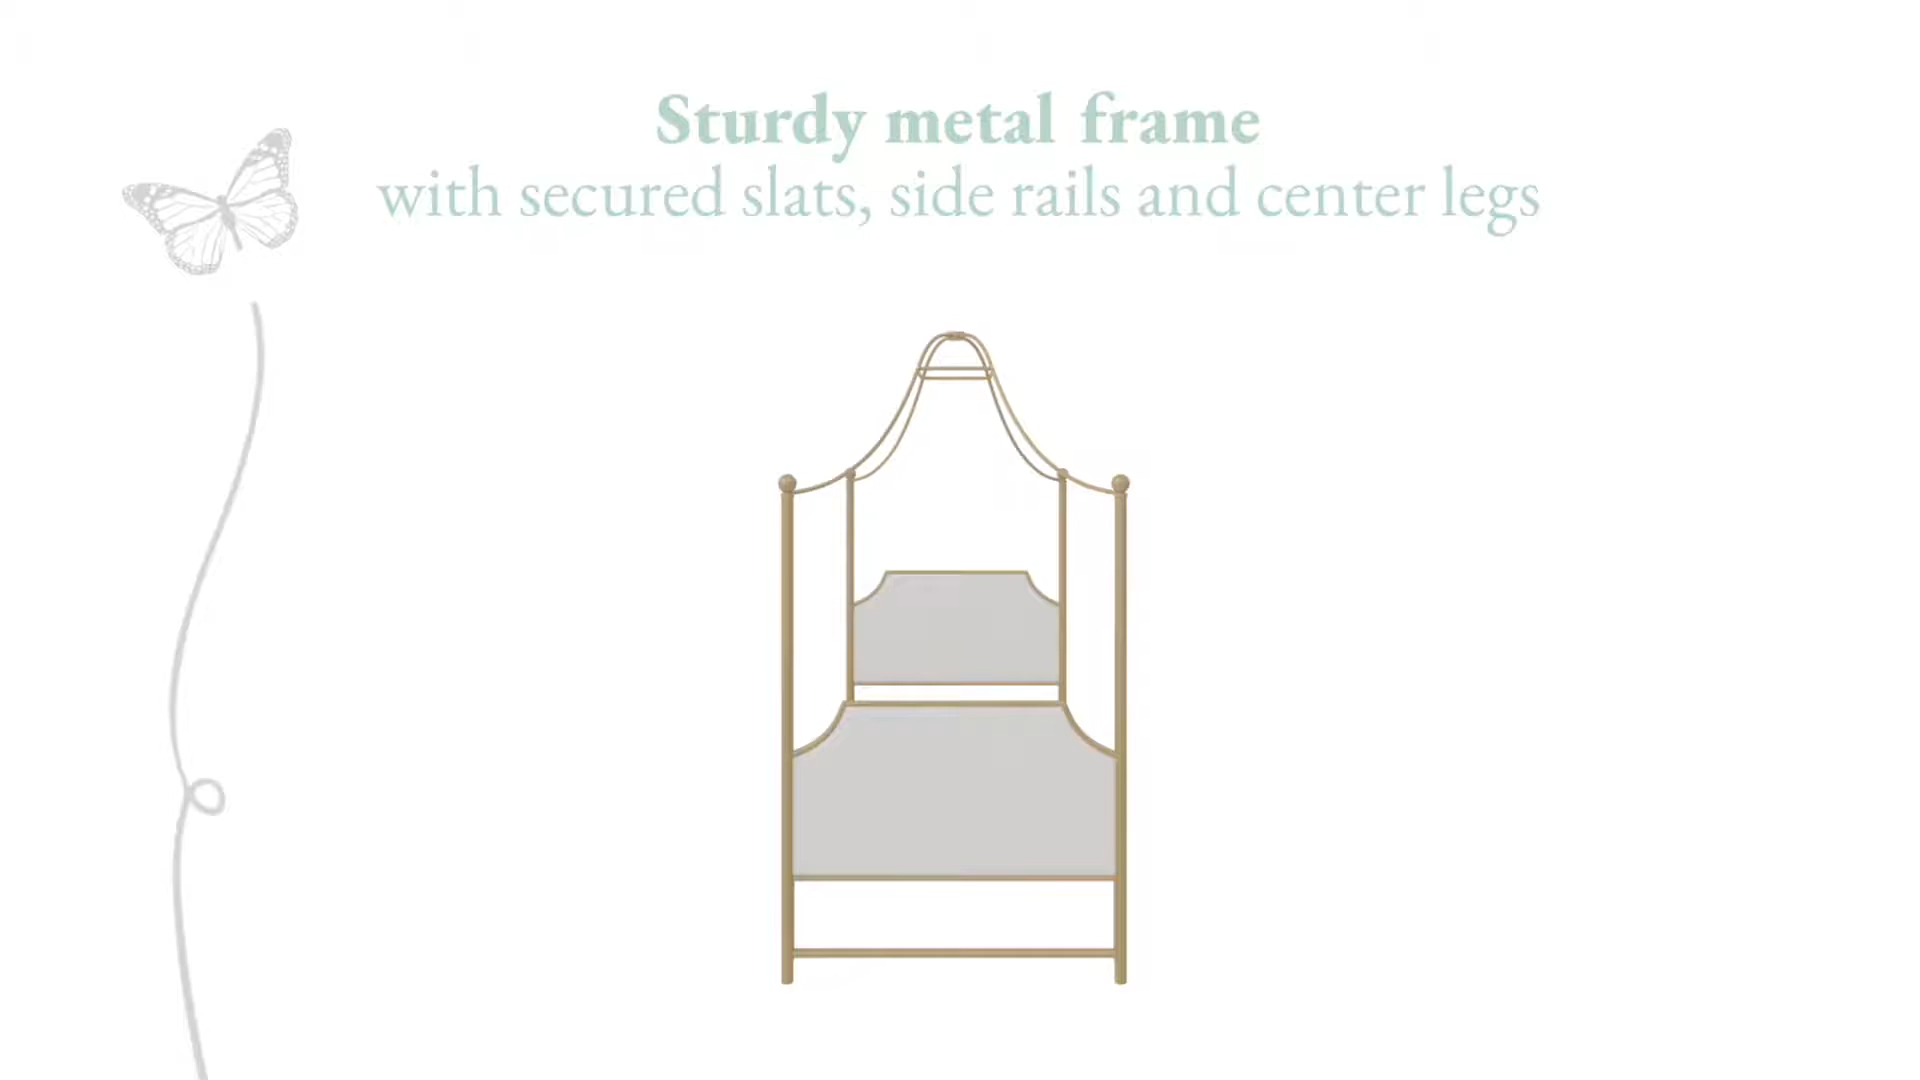 Sturdy metal frame
with secured slats, side rails and center legs